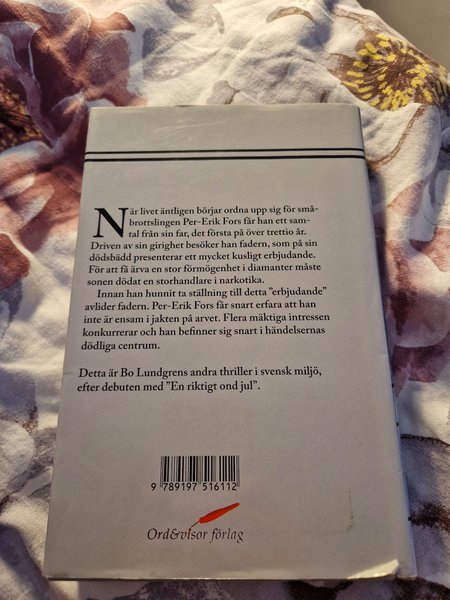 När livet äntligen börjar ordna upp sig för små-
brottslingen Per-Erik Fors får han ett sam-
tal från sin far, det första på över trettio år.
Driven av sin girighet besöker han fadern, som på sin
dödsbädd presenterar ett mycket kusligt erbjudande.
För att få ärva en stor förmögenhet i diamanter måste
sonen dödat en storhandlare i narkotika.
Innan han hunnit ta ställning till detta "erbjudande"
avlider fadern. Per-Erik Fors får snart erfara att han
inte är ensam i jakten på arvet. Flera mäktiga intressen
konkurrerar och han befinner sig snart i händelsernas
dödliga centrum.
Detta är Bo Lundgrens andra thriller i svensk miljö,
efter debuten med "En riktigt ond jul".
9 789197 516112
Ord&visor förlag